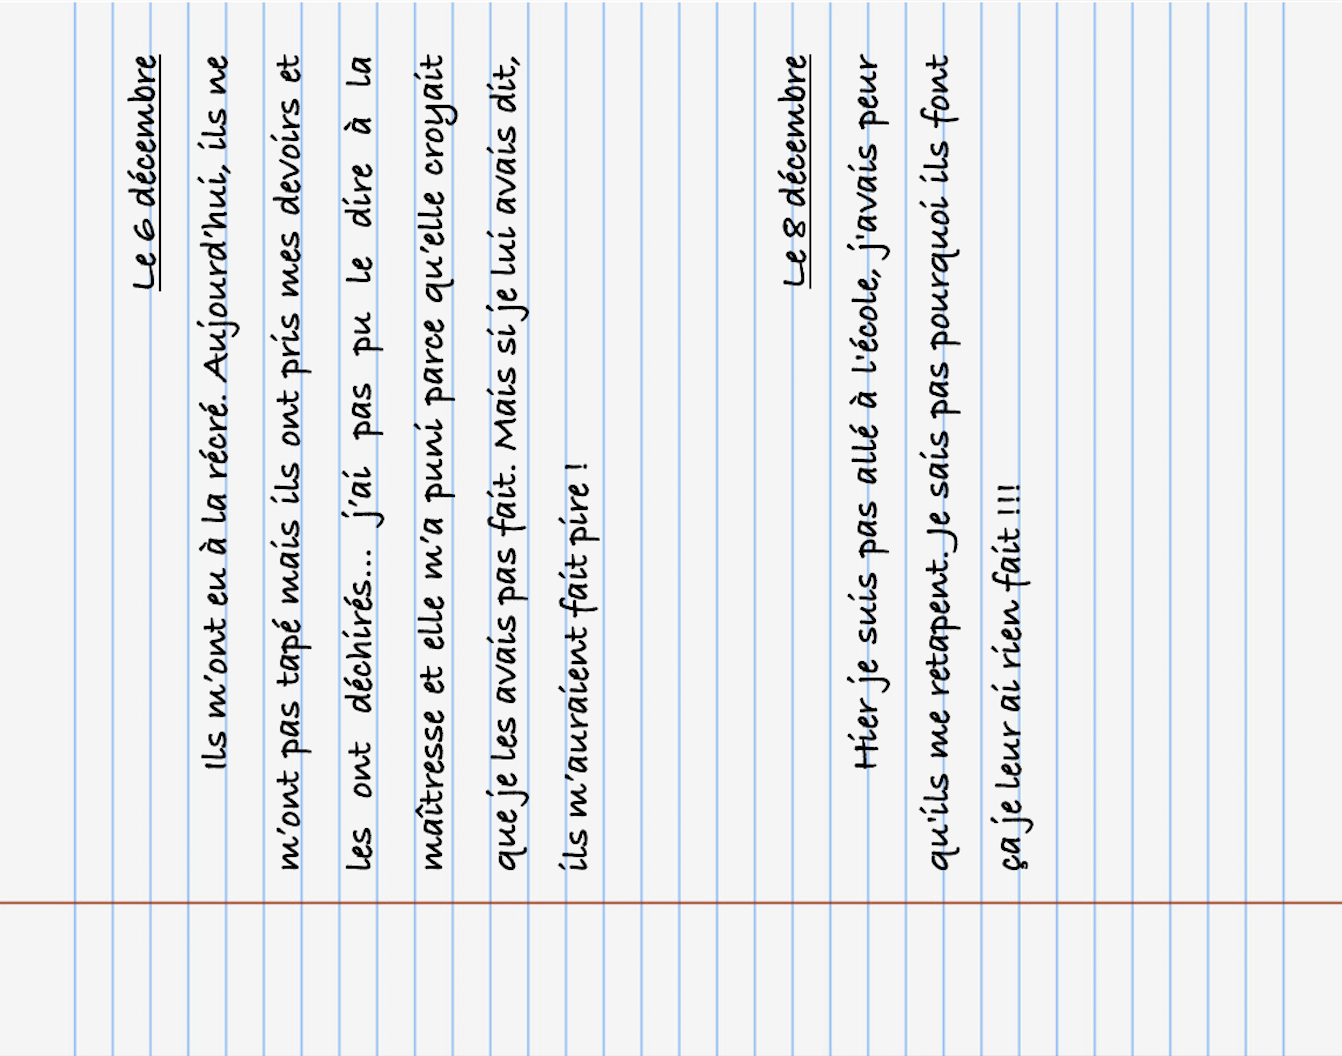 Le 6 décembre
Ils m'ont eu à la récré. Aujourd'hui, ils ne
m'ont pas tapé mais ils ont pris mes devoirs et
les ont déchirés... j'ai pas pu le dire à la
maîtresse et elle m'a puni parce qu'elle croyait
que je les avais pas fait. Mais si je lui avais dit,
ils m'auraient fait pire !
Le 8 décembre
Hier je suis pas allé à l'école, j'avais peur
qu'ils me retapent. Je sais pas pourquoi ils font
ça je leur ai rien fait !!!